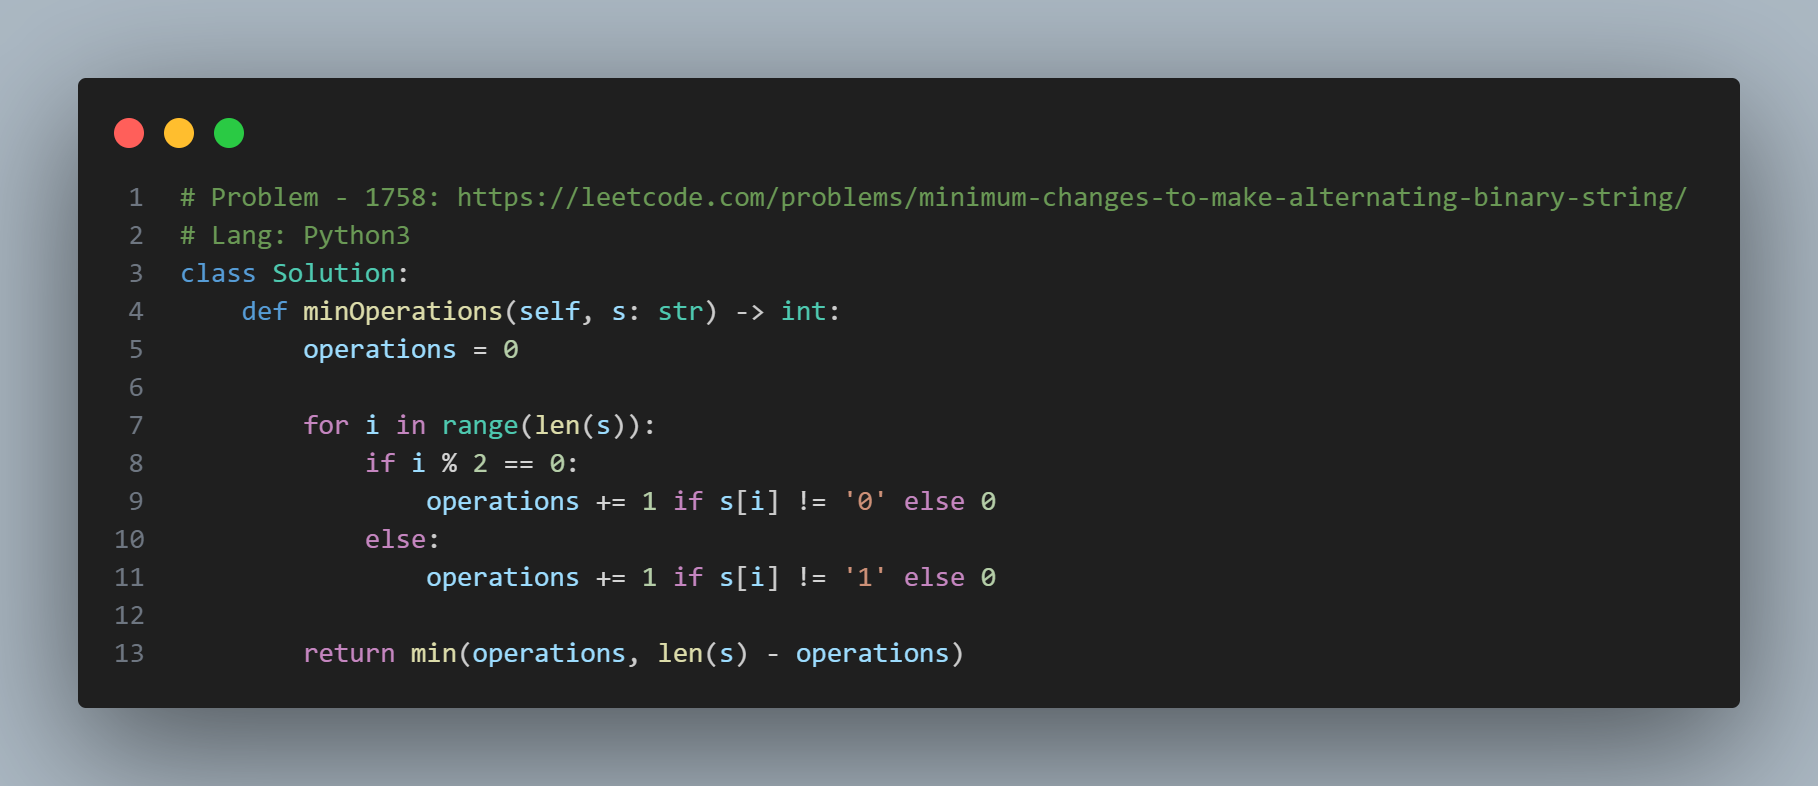 1 # Problem - 1758: https://leetcode.com/problems/minimum-changes-to-make-alternating-binary-string/
2 # Lang: Python3
3 class Solution:
4     def minOperations(self, s: str) -> int:
5         operations = 0
6
7         for i in range(len(s)):
8             if i % 2 == 0:
9                 operations += 1 if s[i] != '0' else 0
10             else:
11                 operations += 1 if s[i] != '1' else 0
12
13         return min(operations, len(s) - operations)